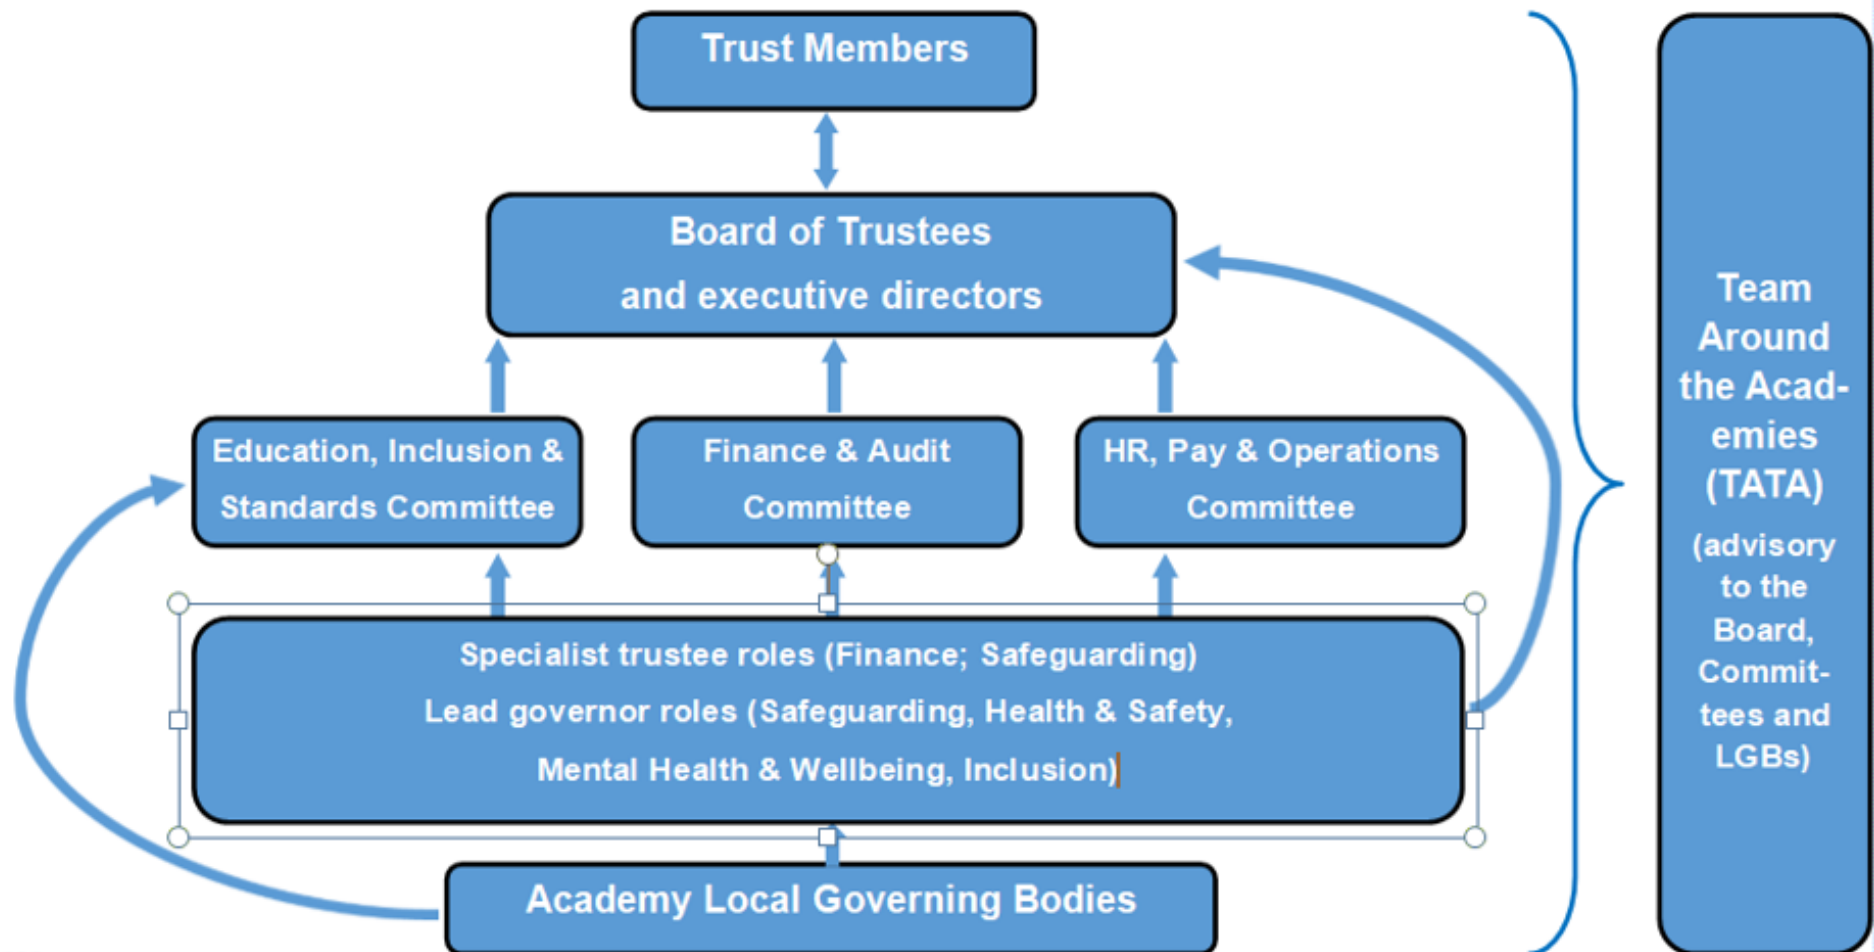 Trust Members
Board of Trustees
and executive directors
Education, Inclusion &
Standards Committee
Finance & Audit
Committee
HR, Pay & Operations
Committee
Specialist trustee roles (Finance; Safeguarding)
Lead governor roles (Safeguarding, Health & Safety,
Mental Health & Wellbeing, Inclusion)
Academy Local Governing Bodies
Team
Around
the Acad-
emies
(TATA)
(advisory
to the
Board,
Commit-
tees and
LGBs)